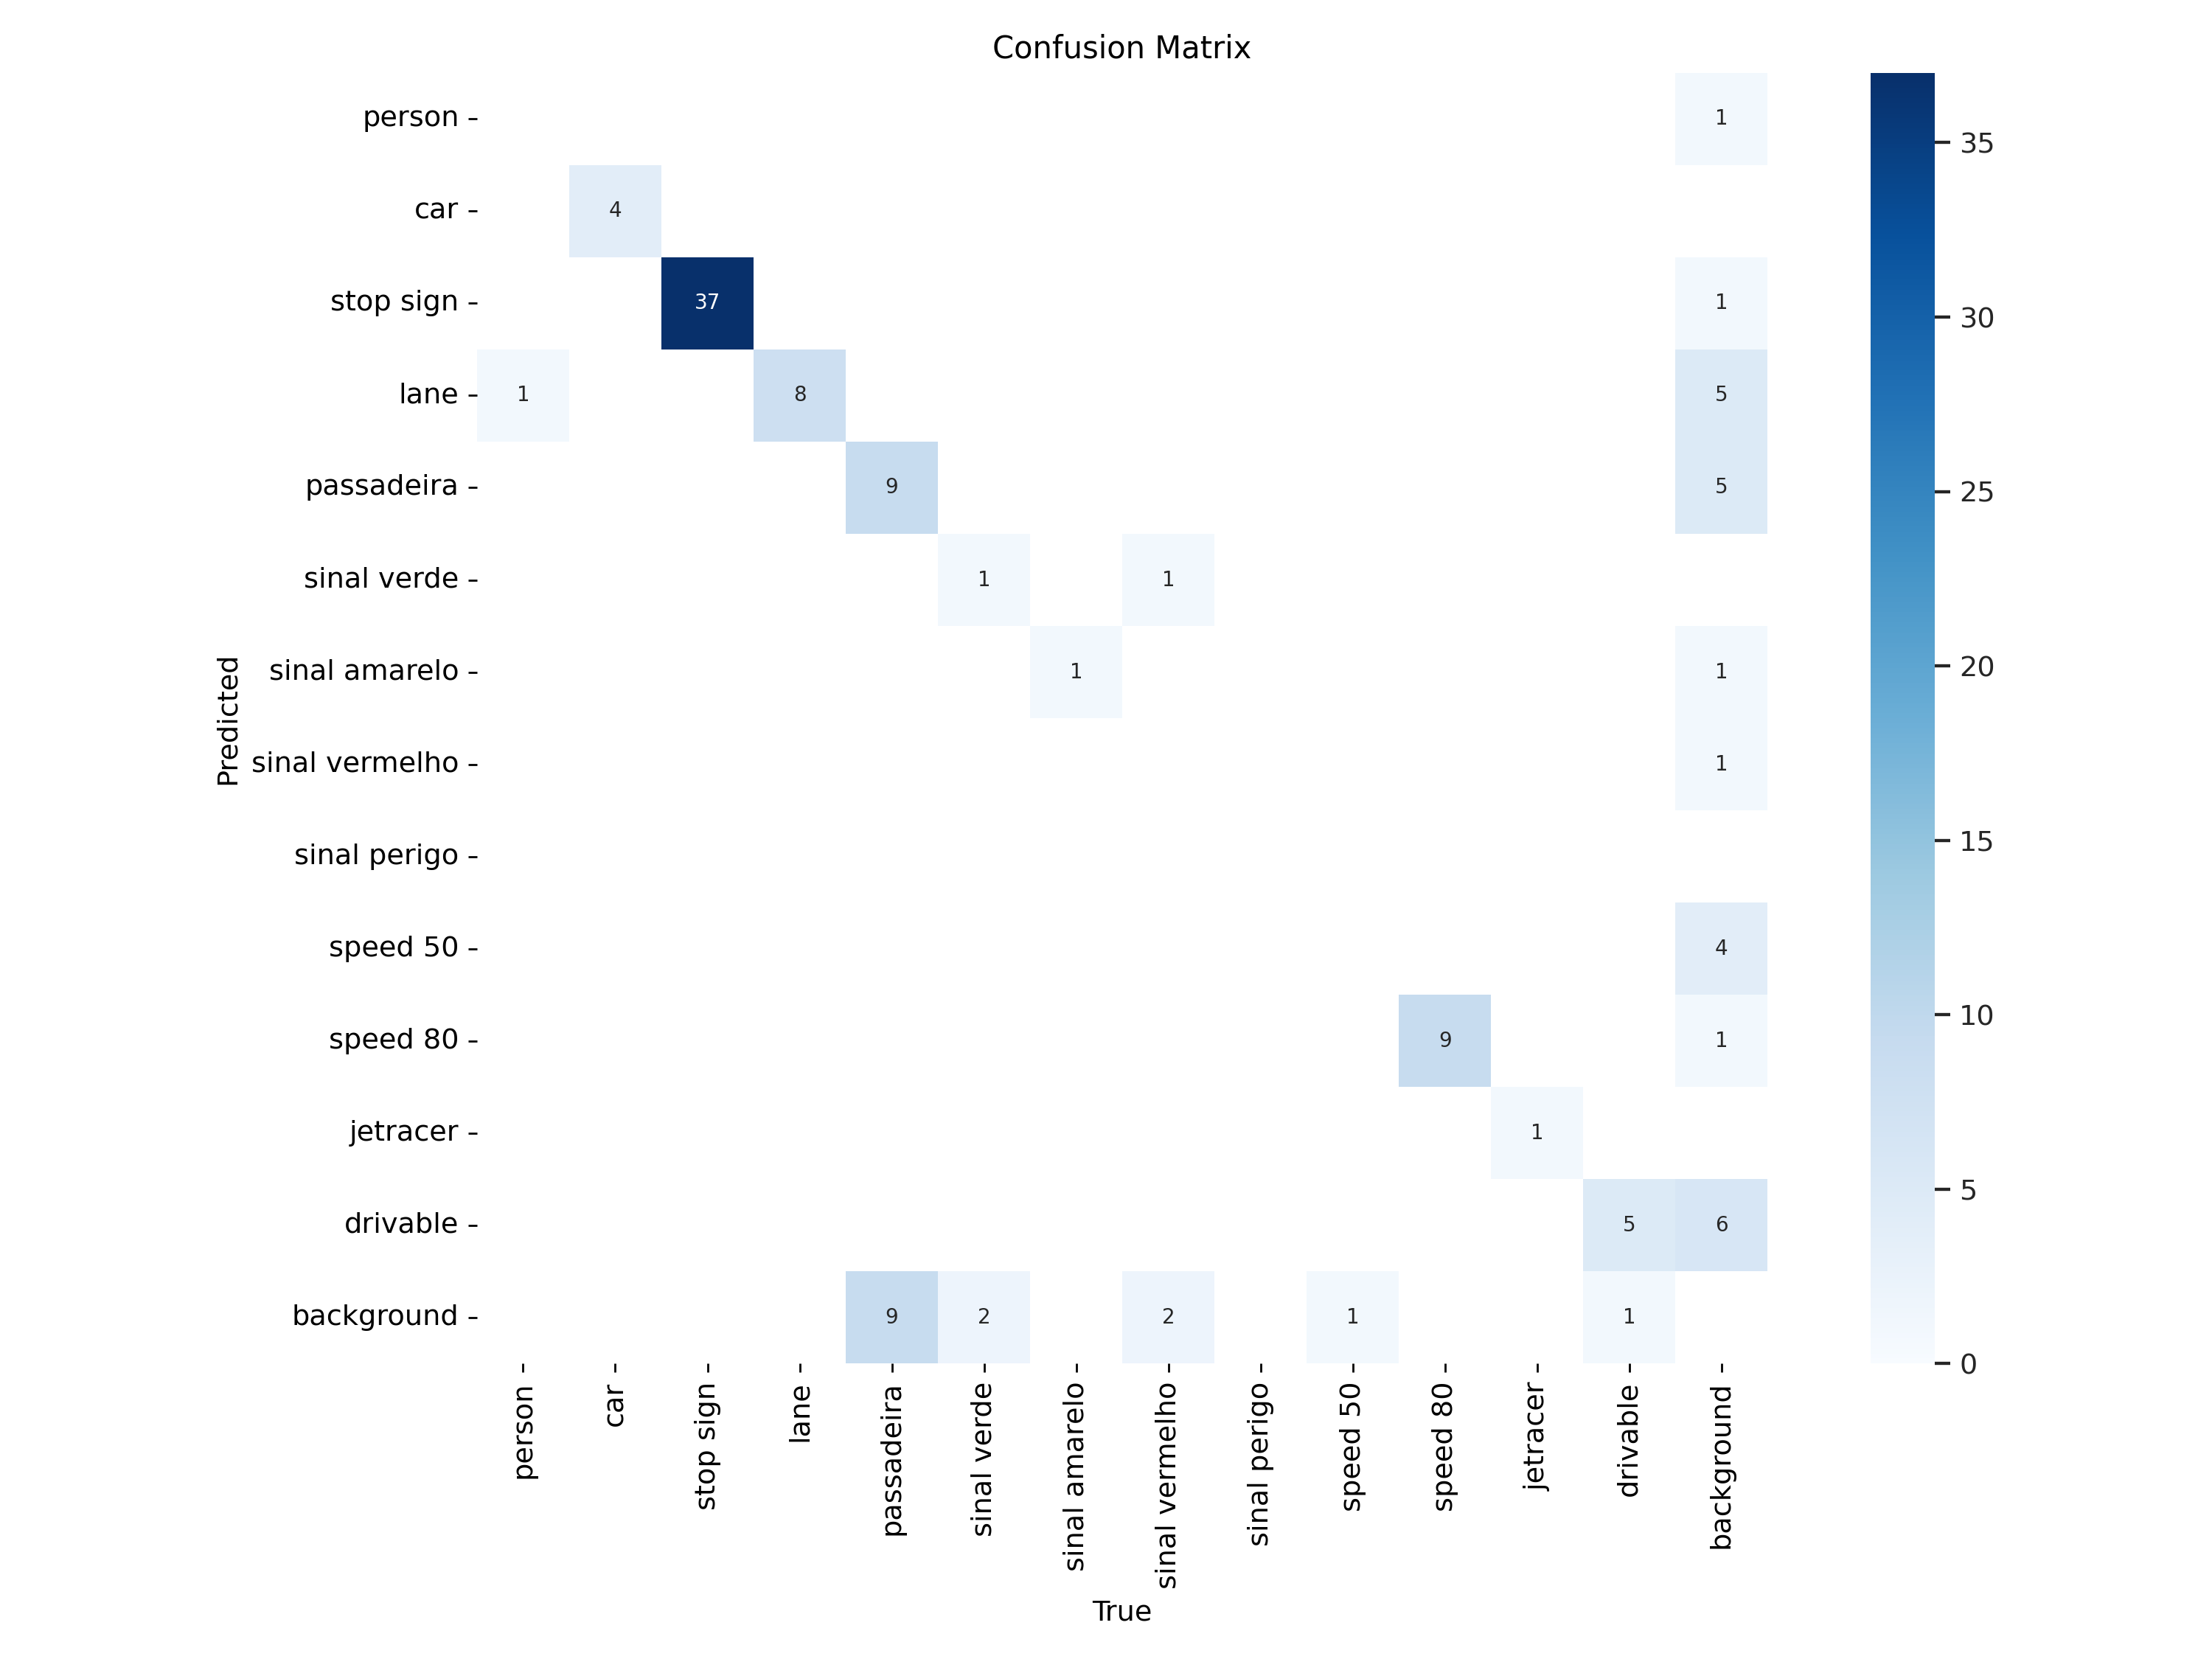 Confusion Matrix
person
1
car
4
stop sign
37
1
lane
1
8
5
passadeira
9
5
sinal verde
1
1
sinal amarelo
1
1
sinal vermelho
1
sinal perigo
speed 50
4
speed 80
9
1
jetracer
1
drivable
5
6
background
9
2
2
1
1
Predicted
person
car
stop sign
lane
passadeira
sinal verde
sinal amarelo
sinal vermelho
sinal perigo
speed 50
speed 80
jetracer
drivable
background
True
35
30
25
20
15
10
5
0